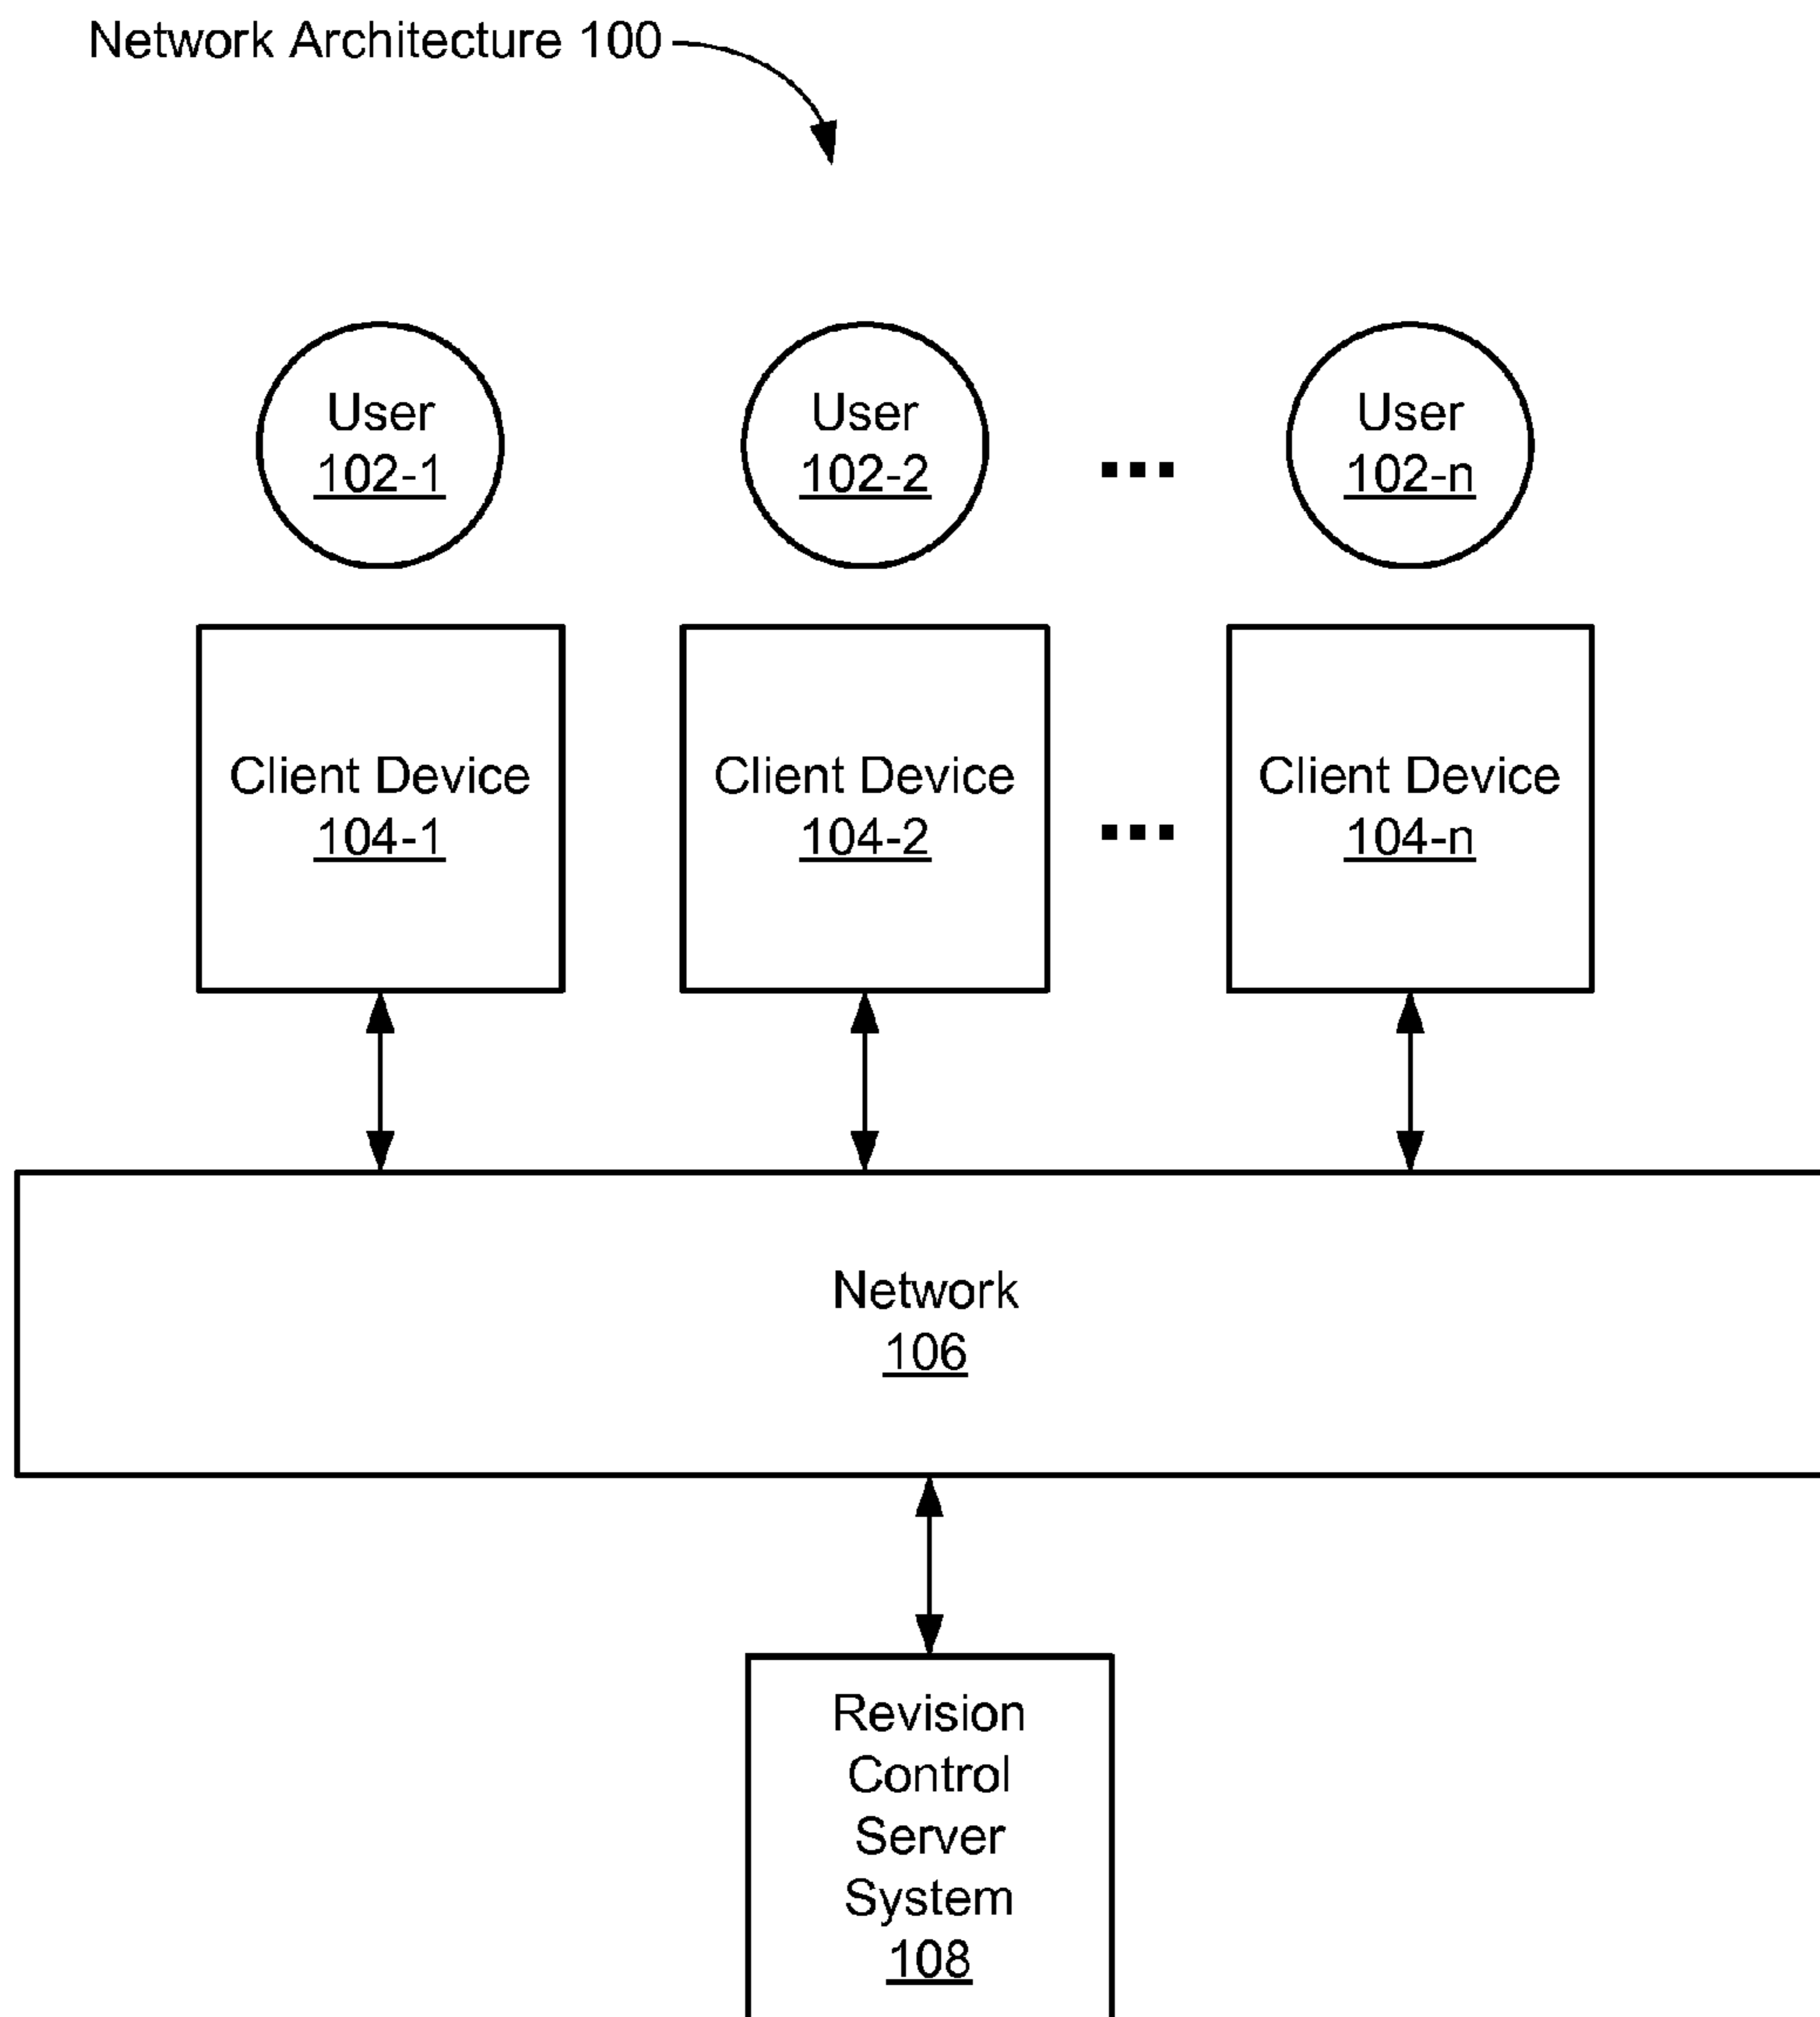 Network Architecture 100
User
102-1
User
102-2
...
User
102-n
Client Device
104-1
Client Device
104-2
...
Client Device
104-n
Network
106
Revision
Control
Server
System
108